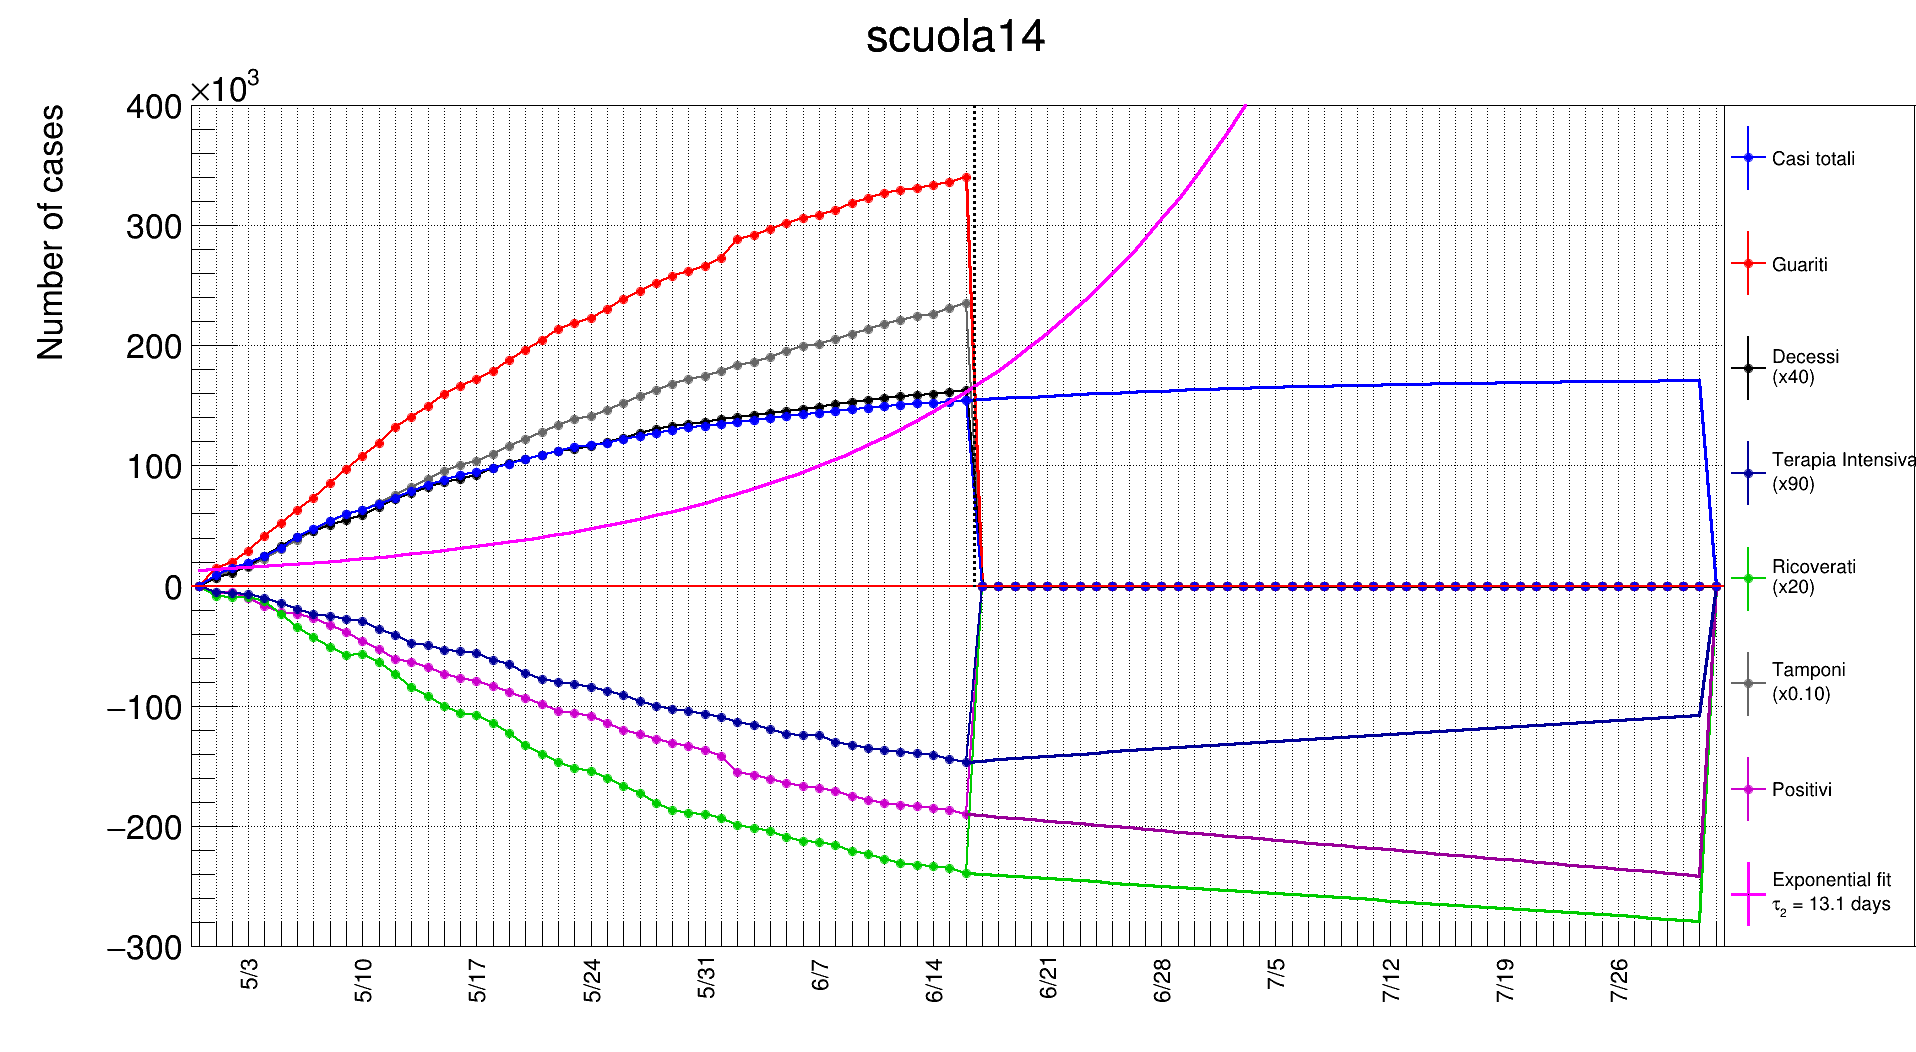 scuola14
×10³
Number of cases
400
300
200
100
0
−100
−200
−300
5/3
5/10
5/17
5/24
5/31
6/7
6/14
6/21
6/28
7/5
7/12
7/19
7/26
Casi totali
Guariti
Decessi
(x40)
Terapia Intensiva
(x90)
Ricoverati
(x20)
Tamponi
(x0.10)
Positivi
Exponential fit
τ₂ = 13.1 days